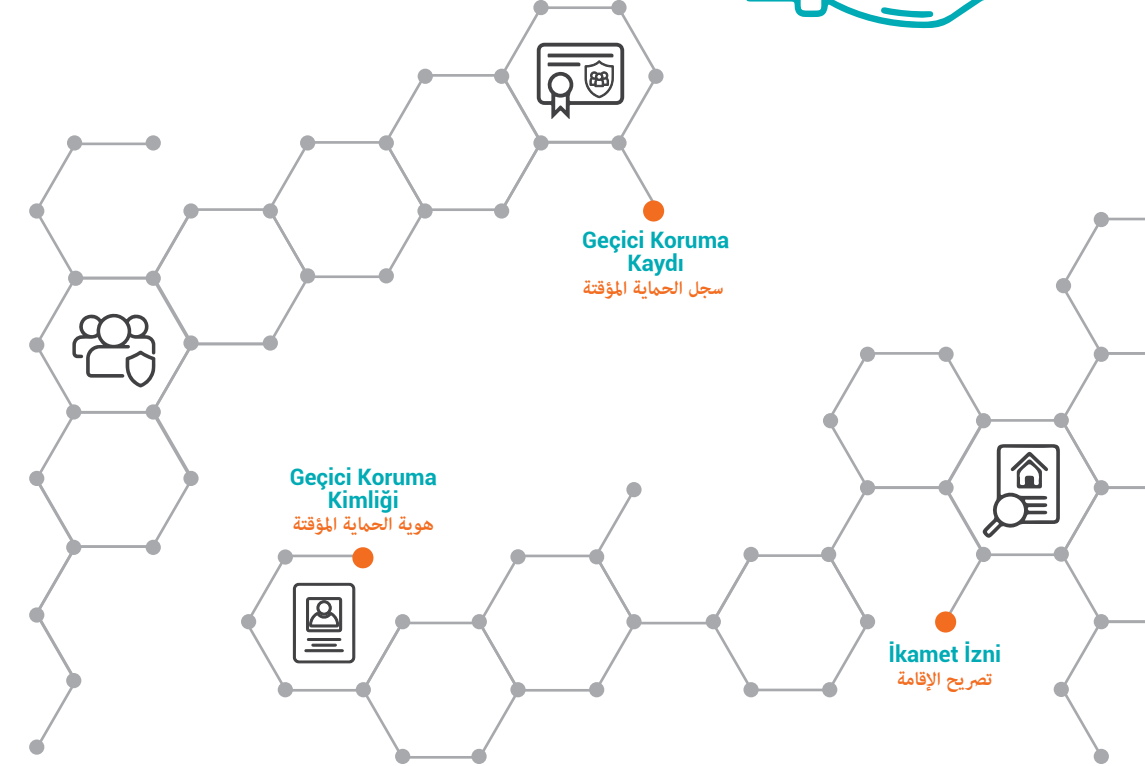 Geçici Koruma
Kaydı
سجل الحماية المؤقتة
Geçici Koruma
Kimliği
هوية الحماية المؤقتة
İkamet İzni
تصريح الإقامة